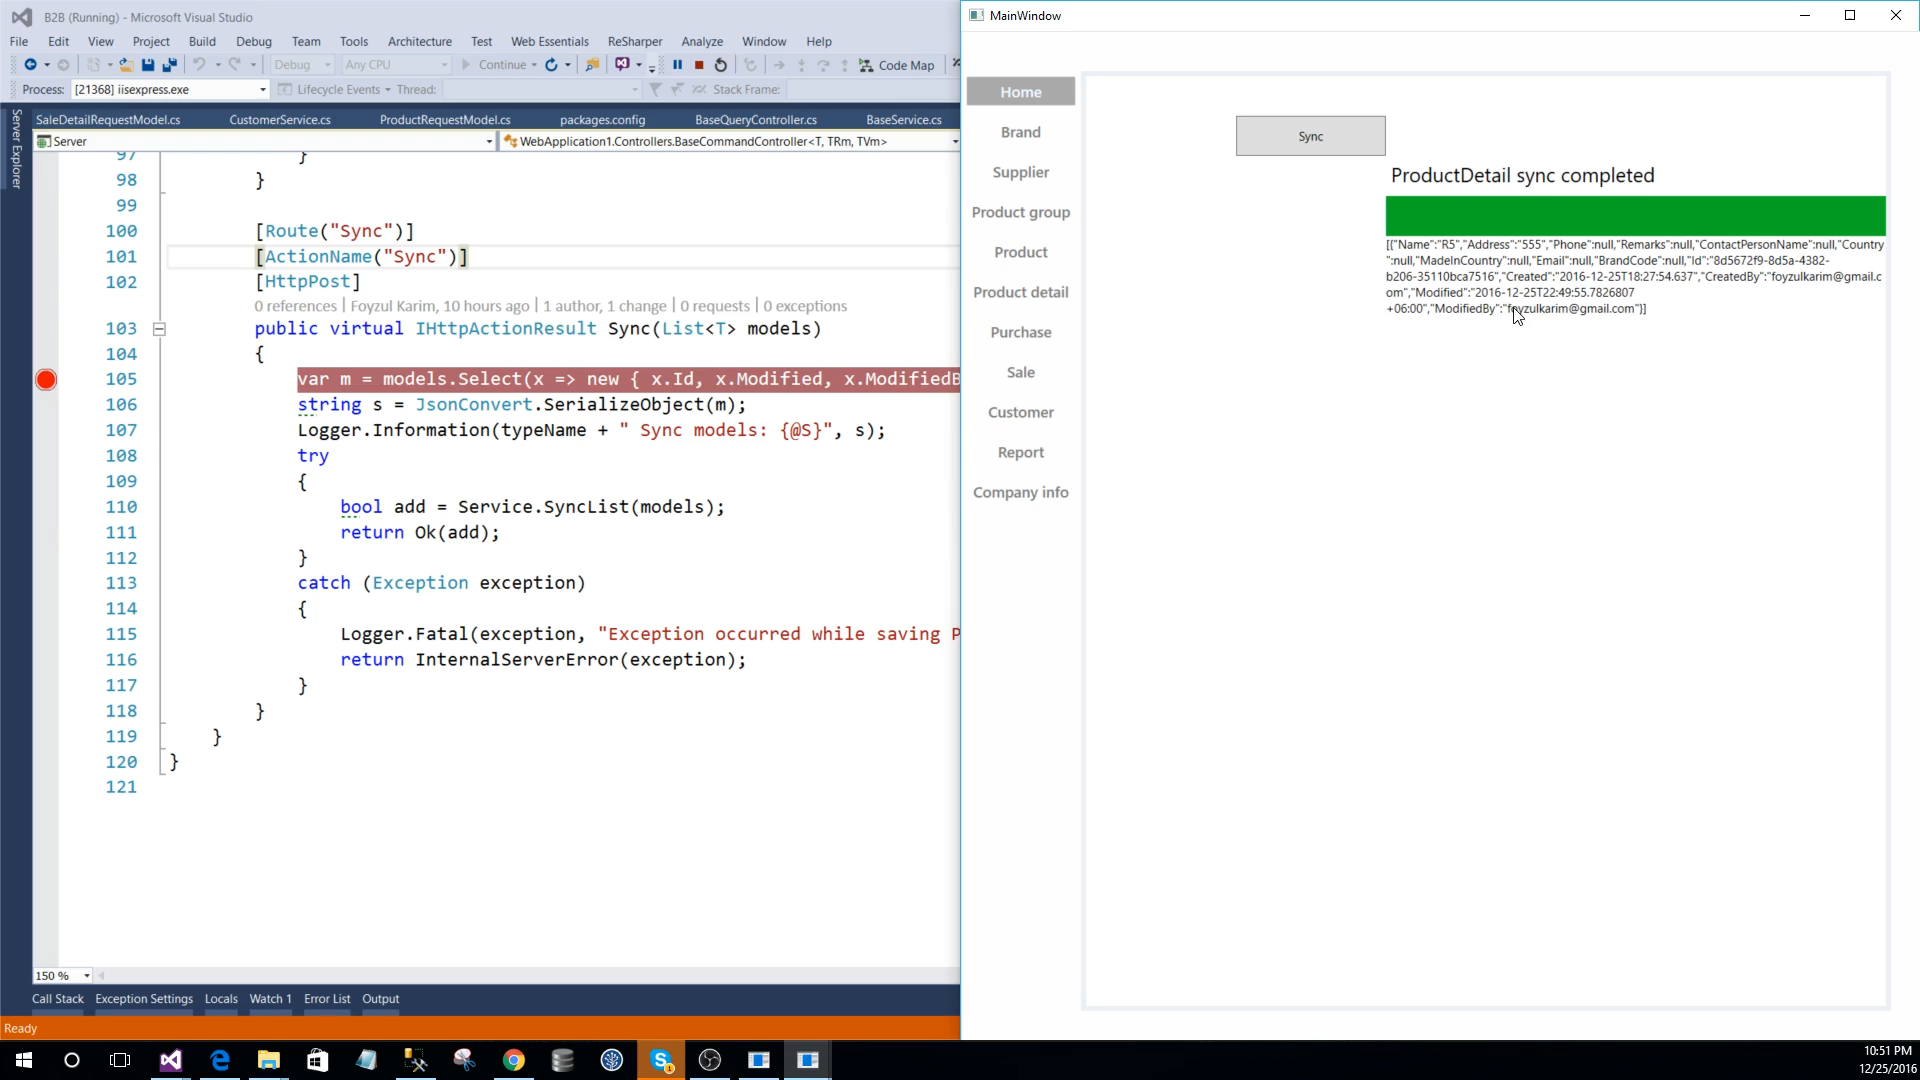 B2B (Running) - Microsoft Visual Studio
File Edit View Project Build Debug Team Tools Architecture Test Web Essentials ReSharper Analyze Window Help
Debug Any CPU Continue Code Map
Process: [21368] iisexpress.exe Lifecycle Events Thread: Stack Frame:
Server Explorer
SaleDetailRequestModel.cs CustomerService.cs ProductRequestModel.cs packages.config BaseQueryController.cs BaseService.cs
Server WebApplication1.Controllers.BaseCommandController<T, TRm, TVm>
97 }
98 }
99
100 [Route("Sync")]
101 [ActionName("Sync")]
102 [HttpPost]
0 references | Foyzul Karim, 10 hours ago | 1 author, 1 change | 0 requests | 0 exceptions
103 public virtual IHttpActionResult Sync(List<T> models)
104 {
105 var m = models.Select(x => new { x.Id, x.Modified, x.ModifiedB
106 string s = JsonConvert.SerializeObject(m);
107 Logger.Information(typeName + " Sync models: {@S}", s);
108 try
109 {
110 bool add = Service.SyncList(models);
111 return Ok(add);
112 }
113 catch (Exception exception)
114 {
115 Logger.Fatal(exception, "Exception occurred while saving P
116 return InternalServerError(exception);
117 }
118 }
119 }
120 }
121
150 %
Call Stack Exception Settings Locals Watch 1 Error List Output
Ready
MainWindow
Home
Brand
Supplier
Product group
Product
Product detail
Purchase
Sale
Customer
Report
Company info
Sync
ProductDetail sync completed
[{"Name":"R5","Address":"555","Phone":null,"Remarks":null,"ContactPersonName":null,"Country
":null,"MadeInCountry":null,"Email":null,"BrandCode":null,"Id":"8d5672f9-8d5a-4382-
b206-35110bca7516","Created":"2016-12-25T18:27:54.637","CreatedBy":"foyzulkarim@gmail.c
om","Modified":"2016-12-25T22:49:55.7826807
+06:00","ModifiedBy":"foyzulkarim@gmail.com"}]
1
10:51 PM
12/25/2016